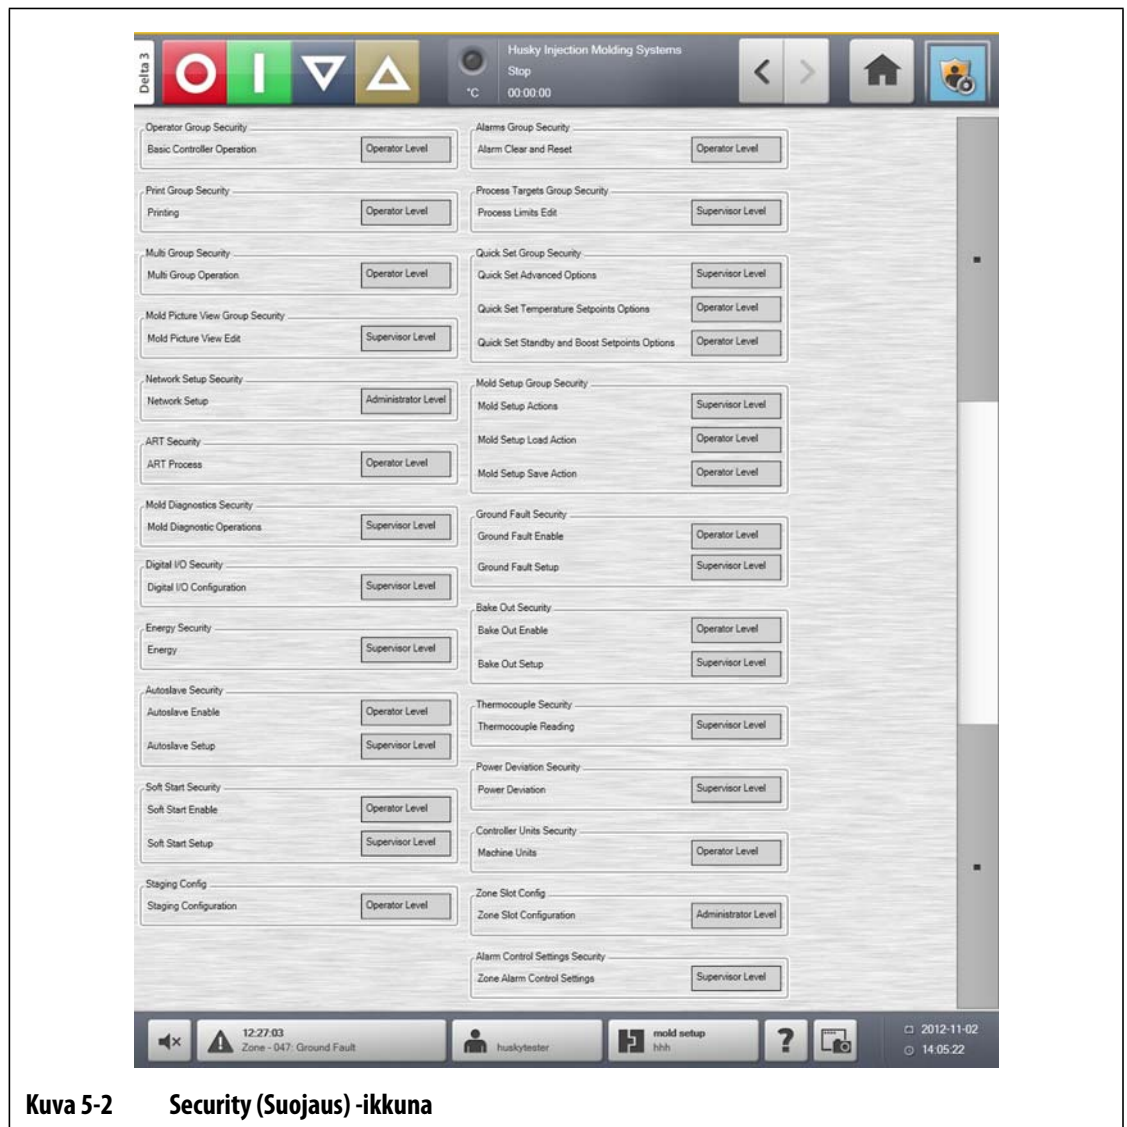 Delta 3
Husky Injection Molding Systems
Stop
°C 00:00:00
Operator Group Security
Basic Controller Operation Operator Level
Print Group Security
Printing Operator Level
Multi Group Security
Multi Group Operation Operator Level
Mold Picture View Group Security
Mold Picture View Edit Supervisor Level
Network Setup Security
Network Setup Administrator Level
ART Security
ART Process Operator Level
Mold Diagnostics Security
Mold Diagnostic Operations Supervisor Level
Digital I/O Security
Digital I/O Configuration Supervisor Level
Energy Security
Energy Supervisor Level
Autoslave Security
Autoslave Enable Operator Level
Autoslave Setup Supervisor Level
Soft Start Security
Soft Start Enable Operator Level
Soft Start Setup Supervisor Level
Staging Config
Staging Configuration Operator Level
Alarms Group Security
Alarm Clear and Reset Operator Level
Process Targets Group Security
Process Limits Edit Supervisor Level
Quick Set Group Security
Quick Set Advanced Options Supervisor Level
Quick Set Temperature Setpoints Options Operator Level
Quick Set Standby and Boost Setpoints Options Operator Level
Mold Setup Group Security
Mold Setup Actions Supervisor Level
Mold Setup Load Action Operator Level
Mold Setup Save Action Operator Level
Ground Fault Security
Ground Fault Enable Operator Level
Ground Fault Setup Supervisor Level
Bake Out Security
Bake Out Enable Operator Level
Bake Out Setup Supervisor Level
Thermocouple Security
Thermocouple Reading Supervisor Level
Power Deviation Security
Power Deviation Supervisor Level
Controller Units Security
Machine Units Operator Level
Zone Slot Config
Zone Slot Configuration Administrator Level
Alarm Control Settings Security
Zone Alarm Control Settings Supervisor Level
12:27:03
Zone - 047: Ground Fault
huskytester
mold setup
hhh
?
2012-11-02
14:05:22
Kuva 5-2 Security (Suojaus) -ikkuna